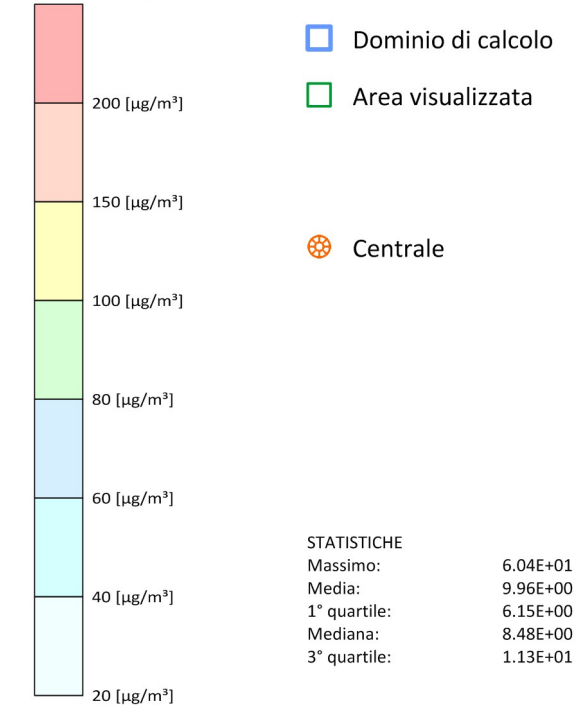 200 [µg/m³]
150 [µg/m³]
100 [µg/m³]
80 [µg/m³]
60 [µg/m³]
40 [µg/m³]
20 [µg/m³]
Dominio di calcolo
Area visualizzata
Centrale
STATISTICHE
Massimo: 6.04E+01
Media: 9.96E+00
1° quartile: 6.15E+00
Mediana: 8.48E+00
3° quartile: 1.13E+01